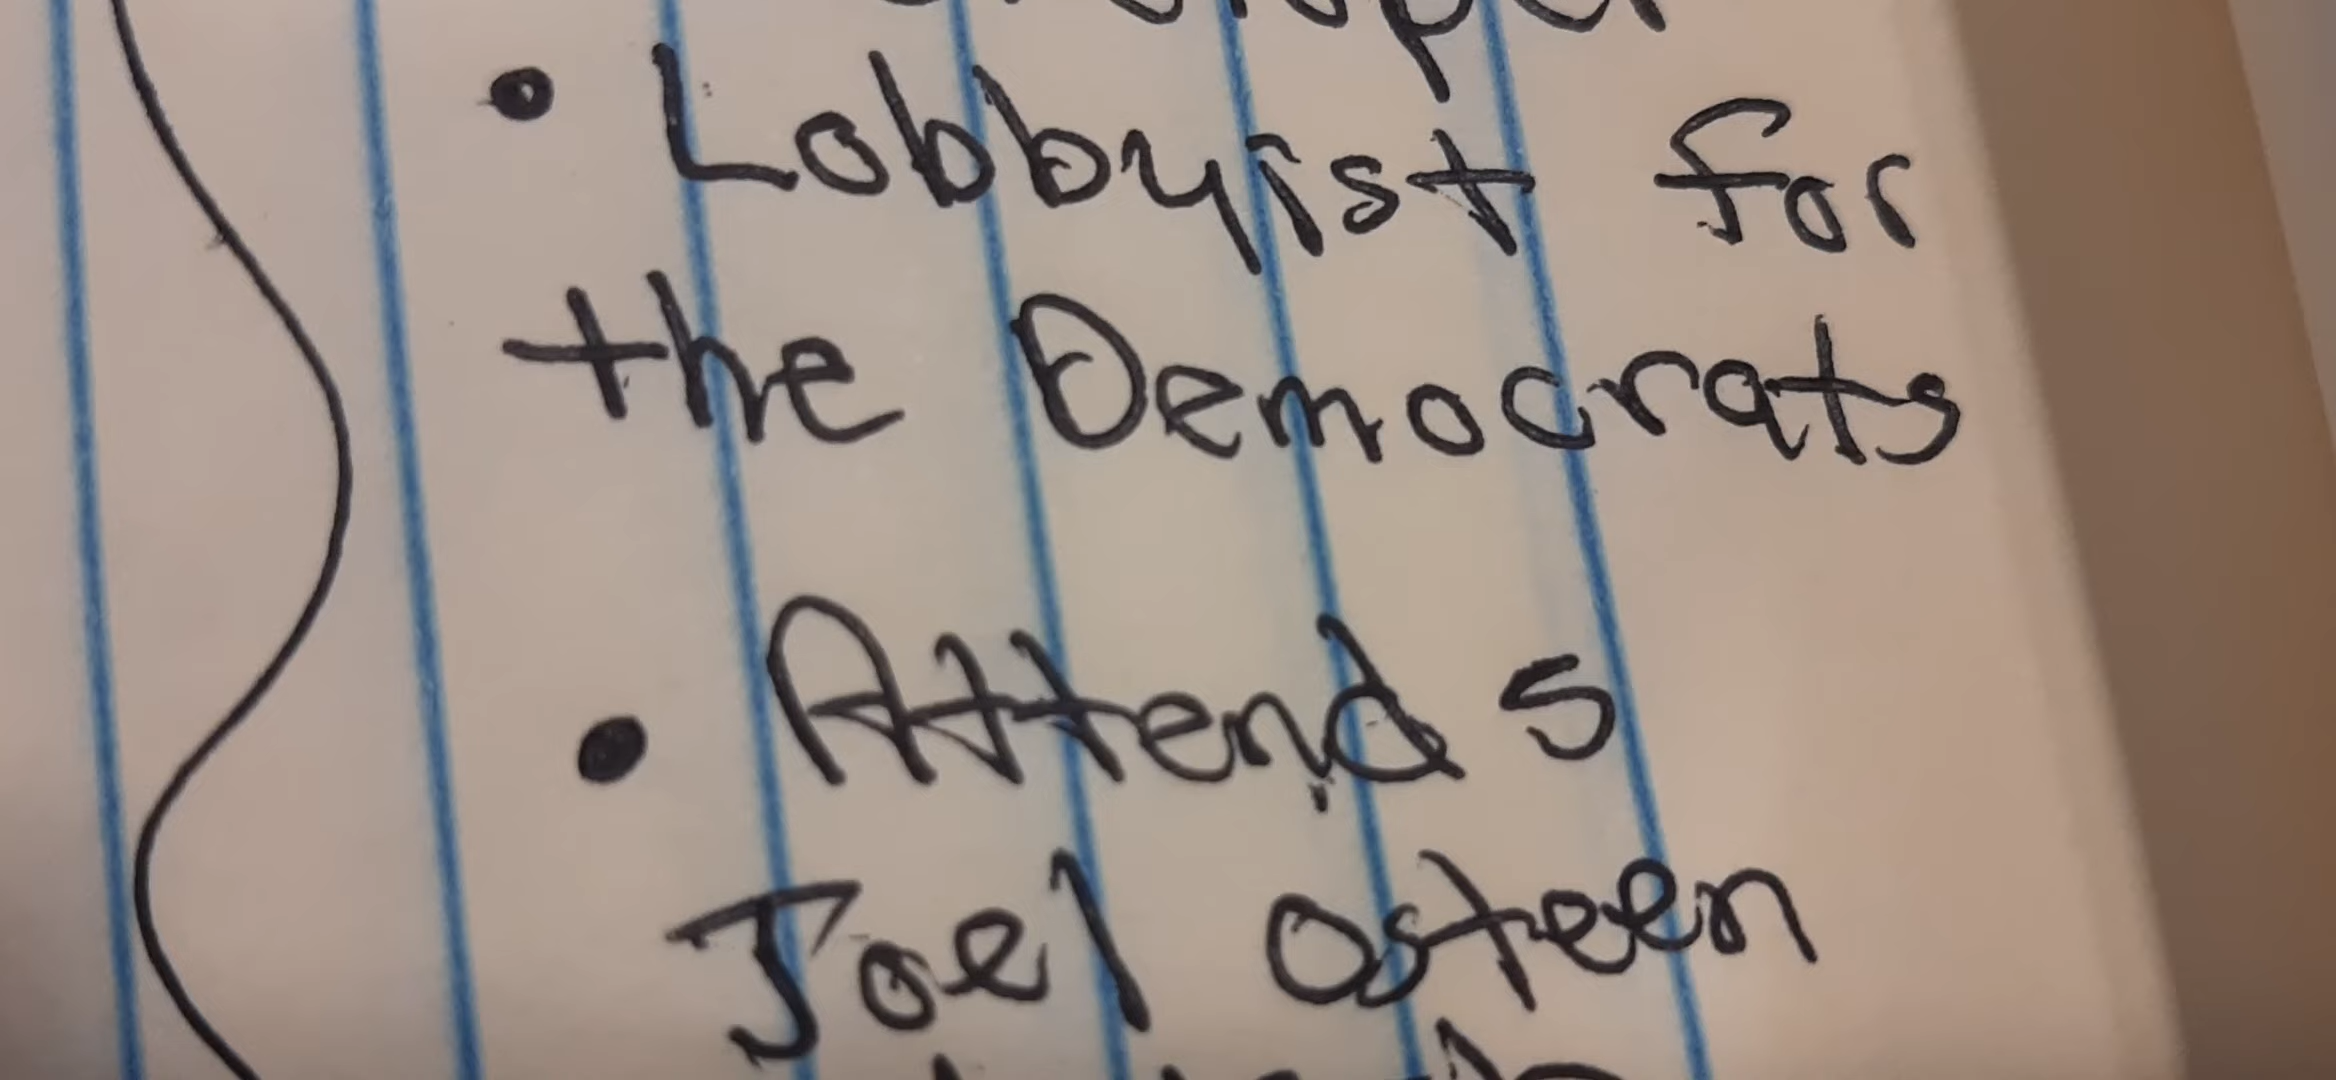 • Lobbyist for
the Democrats
• Attends
Joel Osteen